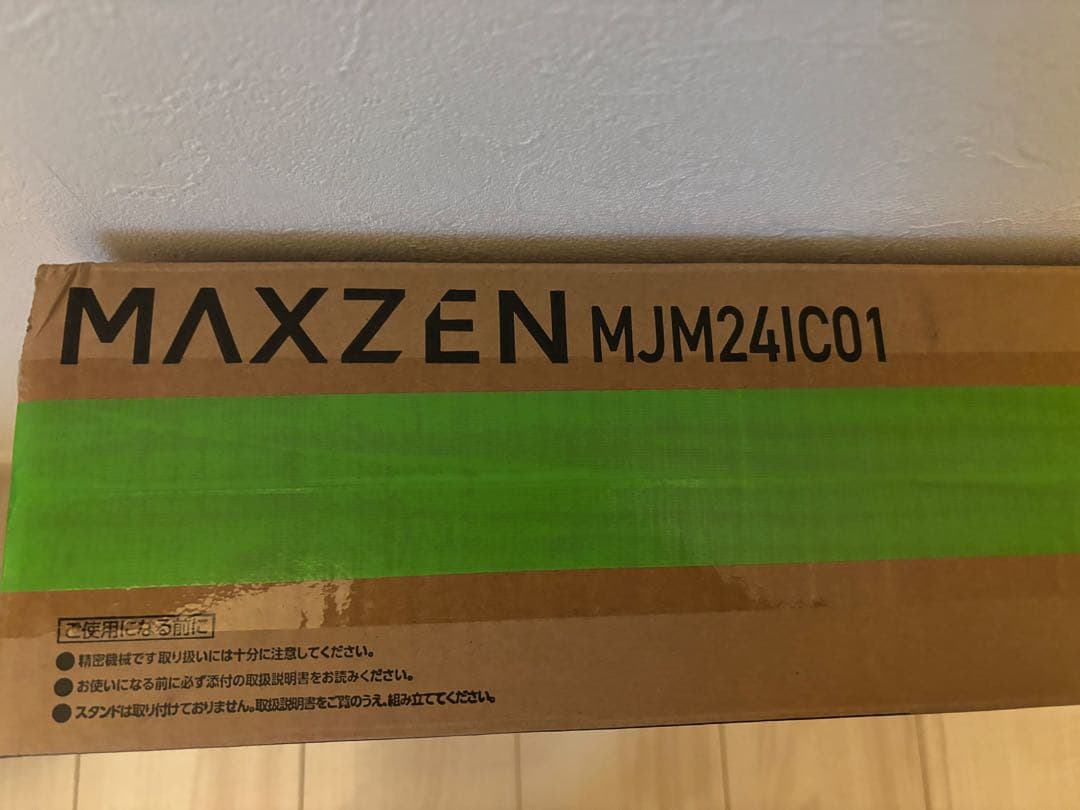 MAXZEN MJM24IC01
ご使用になる前に
●精密機械です取り扱いには十分に注意してください。
●お使いになる前に必ず添付の取扱説明書をお読みください。
●スタンドは取り付けておりません。取扱説明書をご覧のうえ、組み立ててください。